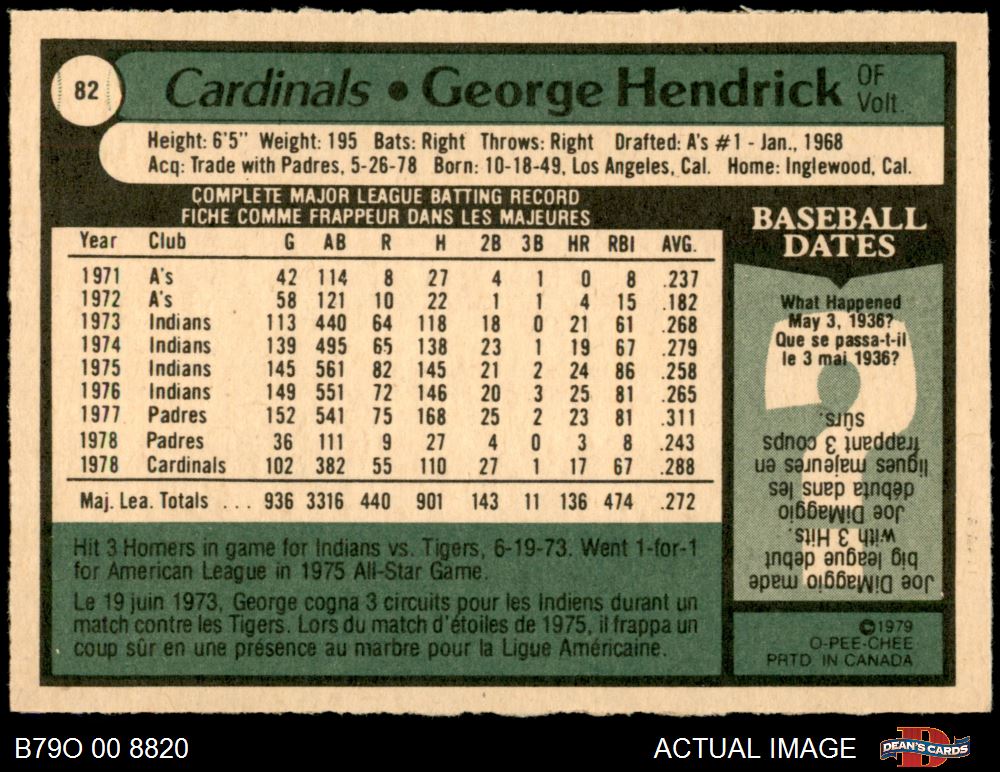 82
Cardinals • George Hendrick OF
Volt.
Height: 6'5" Weight: 195 Bats: Right Throws: Right Drafted: A's #1 - Jan., 1968
Acq: Trade with Padres, 5-26-78 Born: 10-18-49, Los Angeles, Cal. Home: Inglewood, Cal.
COMPLETE MAJOR LEAGUE BATTING RECORD
FICHE COMME FRAPPEUR DANS LES MAJEURES
Year Club G AB R H 2B 3B HR RBI AVG.
1971 A's 42 114 8 27 4 1 0 8 .237
1972 A's 58 121 10 22 1 1 4 15 .182
1973 Indians 113 440 64 118 18 0 21 61 .268
1974 Indians 139 495 65 138 23 1 19 67 .279
1975 Indians 145 561 82 145 21 2 24 86 .258
1976 Indians 149 551 72 146 20 3 25 81 .265
1977 Padres 152 541 75 168 25 2 23 81 .311
1978 Padres 36 111 9 27 4 0 3 8 .243
1978 Cardinals 102 382 55 110 27 1 17 67 .288
Maj. Lea. Totals ... 936 3316 440 901 143 11 136 474 .272
Hit 3 Homers in game for Indians vs. Tigers, 6-19-73. Went 1-for-1
for American League in 1975 All-Star Game.
Le 19 juin 1973, George cogna 3 circuits pour les Indiens durant un
match contre les Tigers. Lors du match d'étoiles de 1975, il frappa un
coup sûr en une présence au marbre pour la Ligue Américaine.
BASEBALL
DATES
What Happened
May 3, 1936?
Que se passa-t-il
le 3 mai 1936?
Joe DiMaggio made
big league debut
with 3 Hits.
Joe DiMaggio
débuta dans les
ligues majeures en
frappant 3 coups
sûrs.
©1979
O-PEE-CHEE
PRTD IN CANADA
B79O 00 8820
ACTUAL IMAGE
D
DEAN'S CARDS